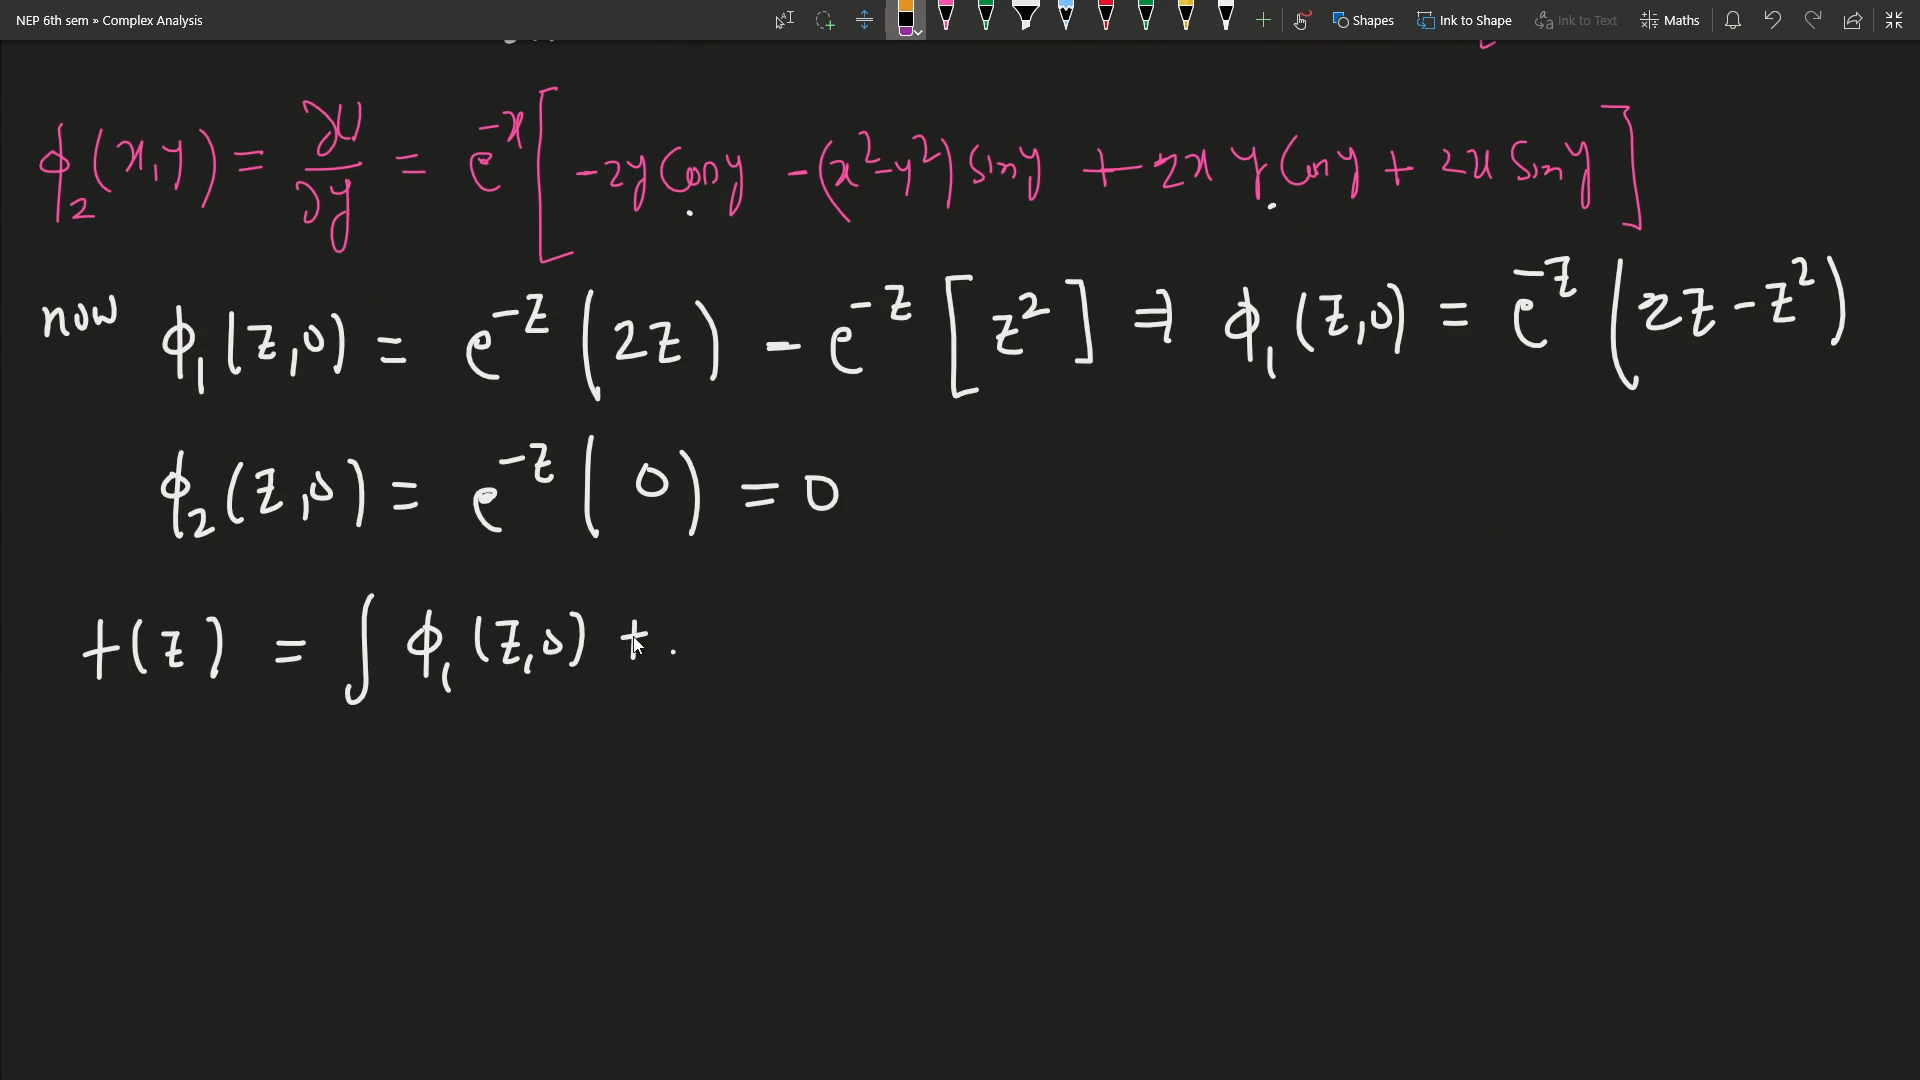 NEP 6th sem » Complex Analysis
Shapes Ink to Shape Ink to Text Maths
ϕ₂(x,y) = ∂u/∂y = e^{-x} [ -2y Cos y - (x² - y²) Sin y + 2x y Cos y + 2x Sin y ]
now ϕ₁(z,0) = e^{-z} (2z) - e^{-z} [z²] ⇒ ϕ₁(z,0) = e^{-z} (2z - z²)
ϕ₂(z,0) = e^{-z} (0) = 0
f(z) = ∫ ϕ₁(z,0) + .